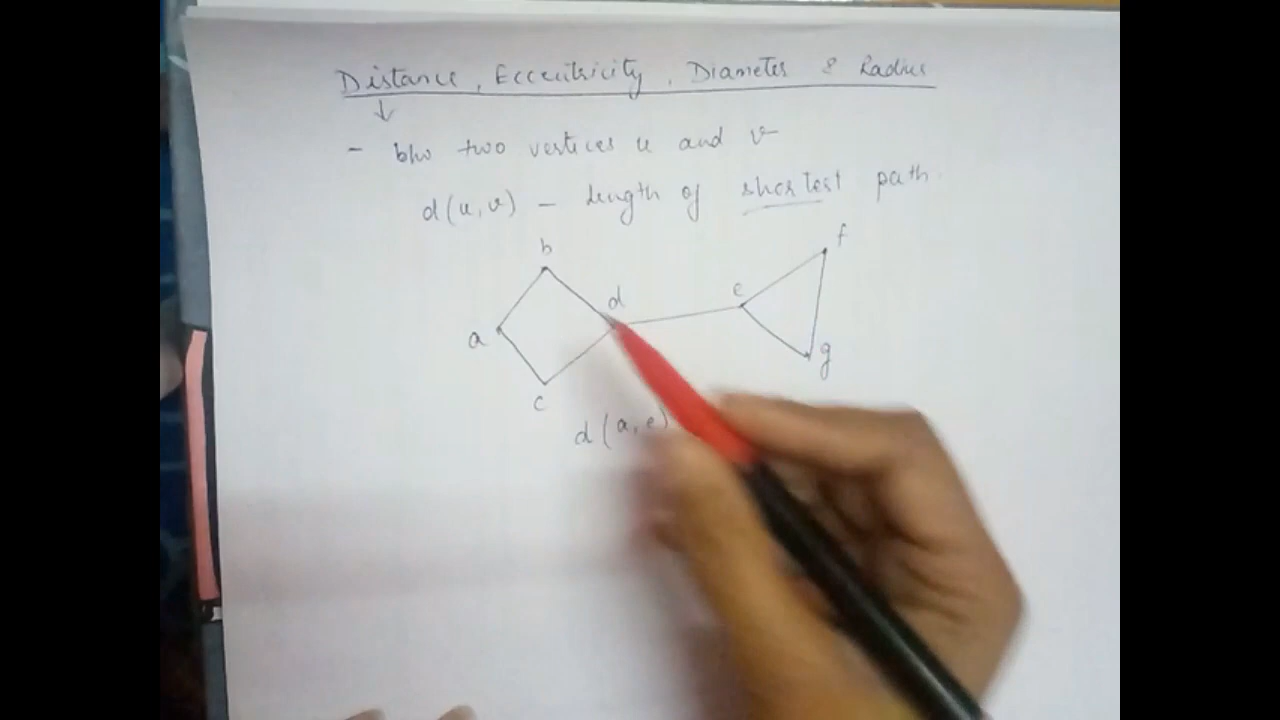 Distance, Eccentricity, Diameter & Radius
↓
- b/w two vertices u and v
d(u,v) - length of shortest path.
b
f
d
e
a
g
c
d(a,e)